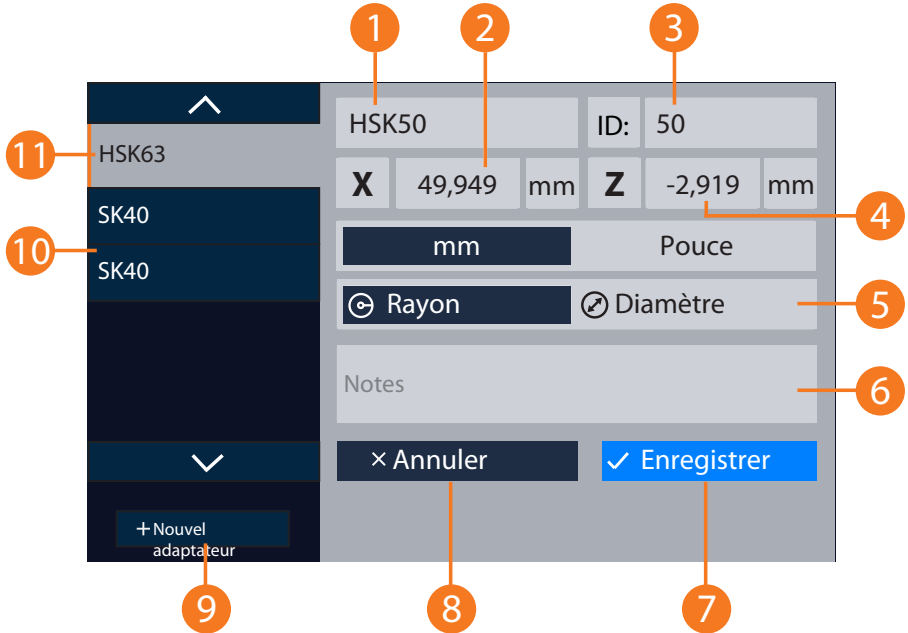 1 2 3
HSK50 ID: 50
11 HSK63
X 49,949 mm Z -2,919 mm
SK40
4
10
mm Pouce
SK40
Rayon Diamètre 5
Notes 6
× Annuler ✓ Enregistrer
+ Nouvel
adaptateur
9 8 7